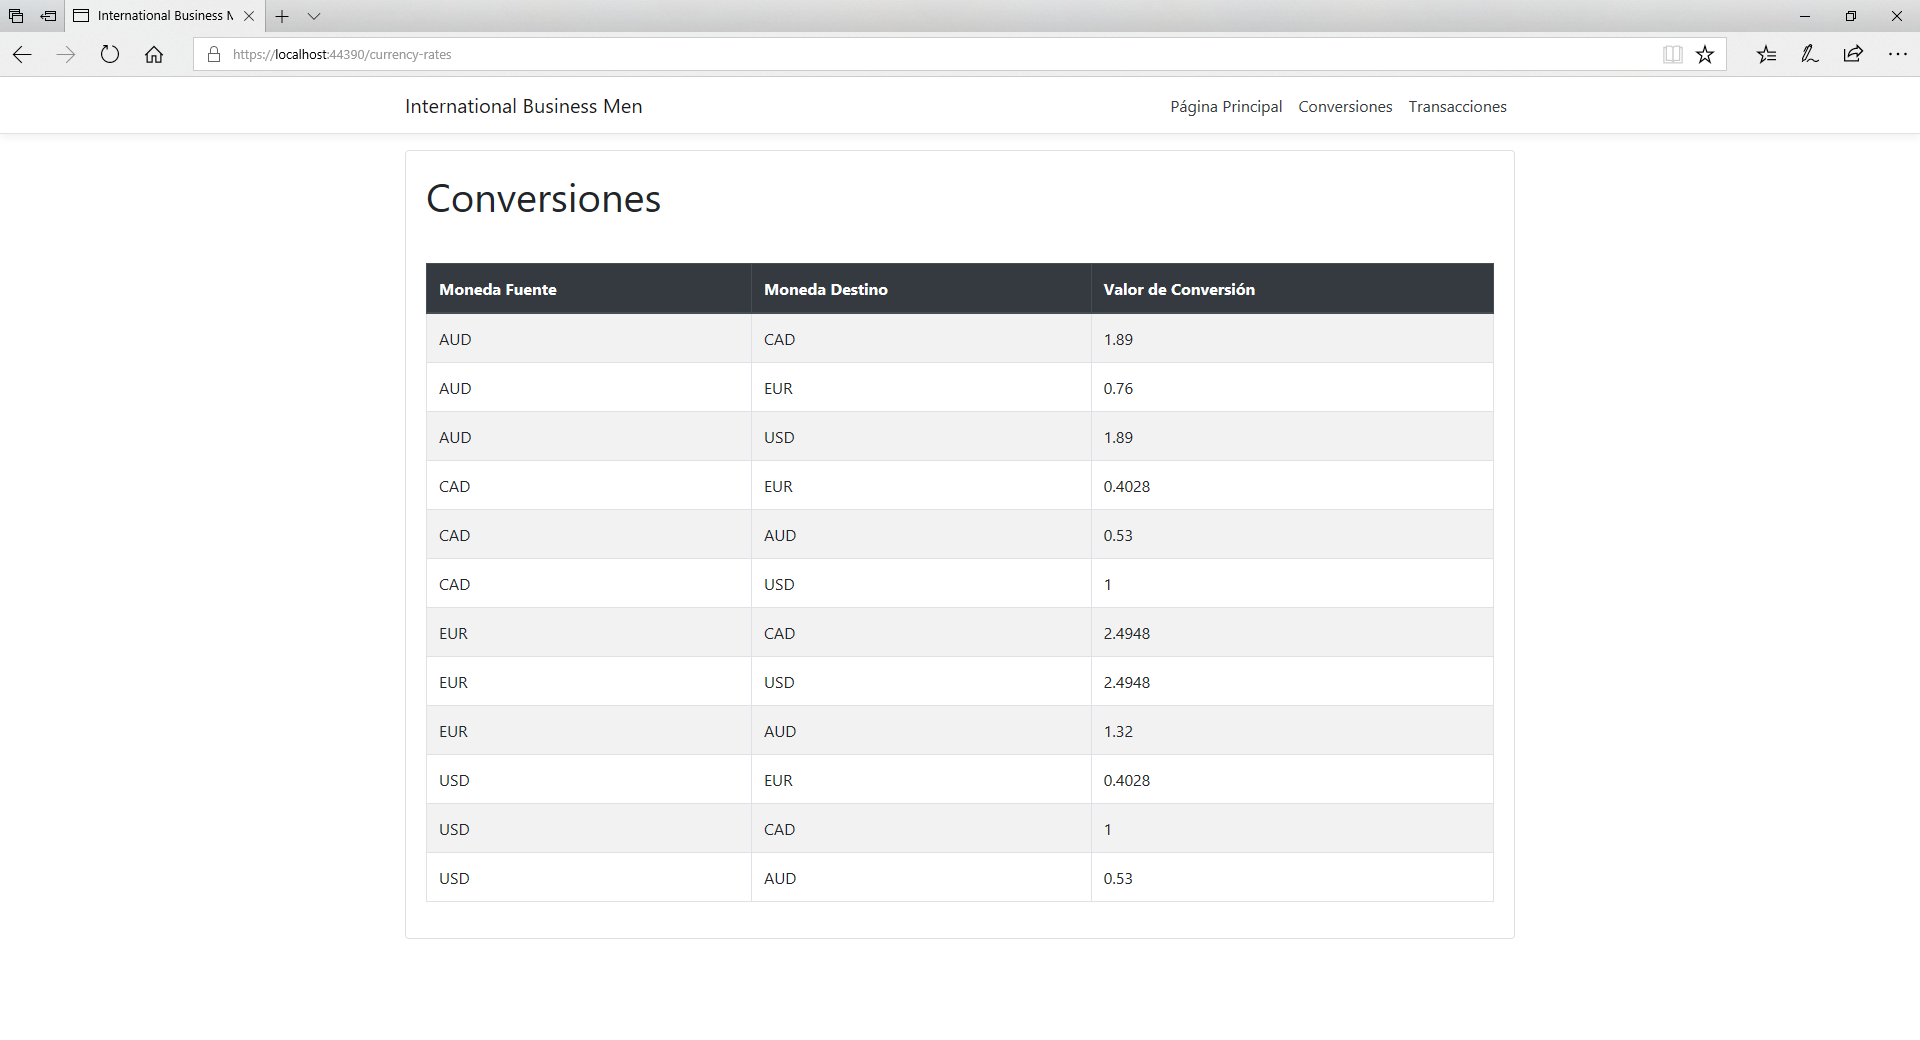 International Business M
https://localhost:44390/currency-rates
International Business Men Página Principal Conversiones Transacciones
Conversiones
Moneda Fuente Moneda Destino Valor de Conversión
AUD CAD 1.89
AUD EUR 0.76
AUD USD 1.89
CAD EUR 0.4028
CAD AUD 0.53
CAD USD 1
EUR CAD 2.4948
EUR USD 2.4948
EUR AUD 1.32
USD EUR 0.4028
USD CAD 1
USD AUD 0.53